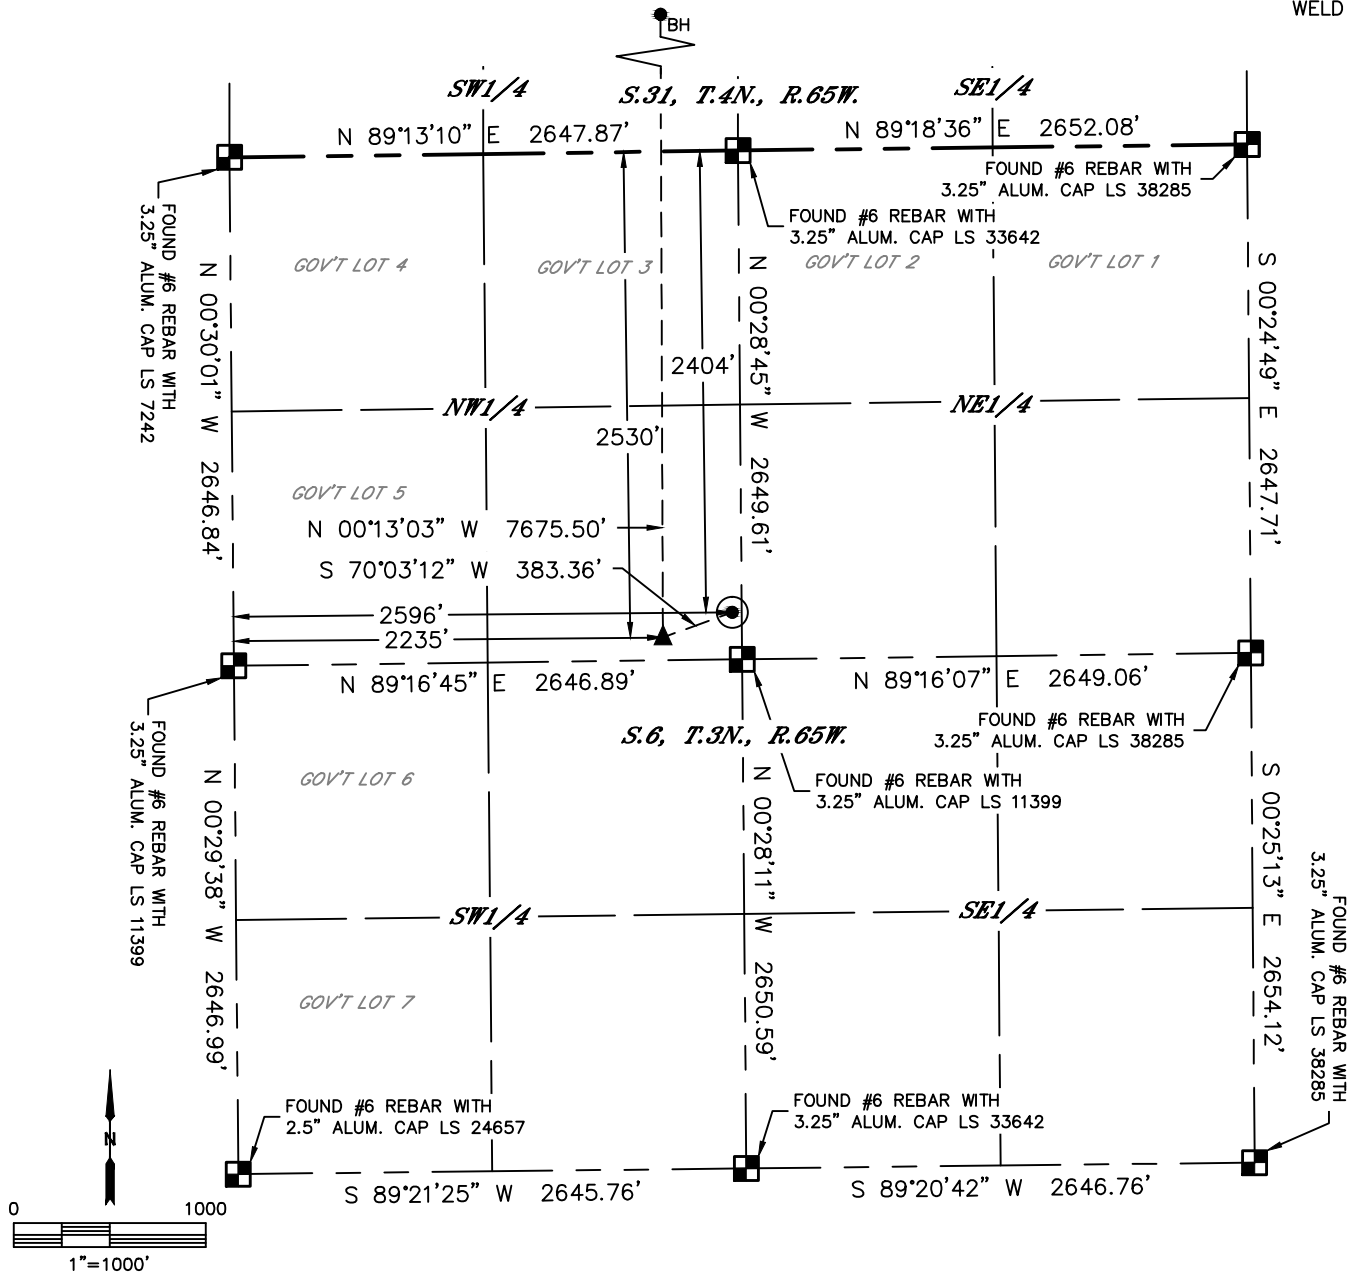 WELD
BH
SW1/4
SE1/4
S.31, T.4N., R.65W.
N 89°13'10" E 2647.87'
N 89°18'36" E 2652.08'
FOUND #6 REBAR WITH
3.25" ALUM. CAP LS 38285
FOUND #6 REBAR WITH
3.25" ALUM. CAP LS 7242
FOUND #6 REBAR WITH
3.25" ALUM. CAP LS 33642
GOV'T LOT 4
GOV'T LOT 3
GOV'T LOT 2
GOV'T LOT 1
N 00°30'01" W 2646.84'
N 00°28'45" W 2649.61'
S 00°24'49" E 2647.71'
2404'
NW1/4
NE1/4
2530'
GOV'T LOT 5
N 00°13'03" W 7675.50'
S 70°03'12" W 383.36'
2596'
2235'
N 89°16'45" E 2646.89'
N 89°16'07" E 2649.06'
FOUND #6 REBAR WITH
3.25" ALUM. CAP LS 11399
S.6, T.3N., R.65W.
FOUND #6 REBAR WITH
3.25" ALUM. CAP LS 38285
GOV'T LOT 6
FOUND #6 REBAR WITH
3.25" ALUM. CAP LS 11399
N 00°29'38" W 2646.99'
N 00°28'11" W 2650.59'
S 00°25'13" E 2654.12'
FOUND #6 REBAR WITH
3.25" ALUM. CAP LS 38285
SW1/4
SE1/4
GOV'T LOT 7
FOUND #6 REBAR WITH
2.5" ALUM. CAP LS 24657
FOUND #6 REBAR WITH
3.25" ALUM. CAP LS 33642
N
S 89°21'25" W 2645.76'
S 89°20'42" W 2646.76'
0 1000
1"=1000'